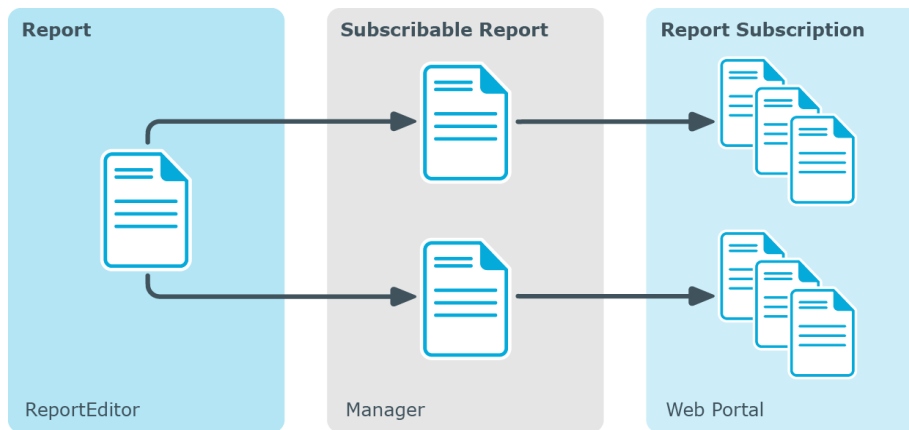 Report
Subscribable Report
Report Subscription
ReportEditor
Manager
Web Portal